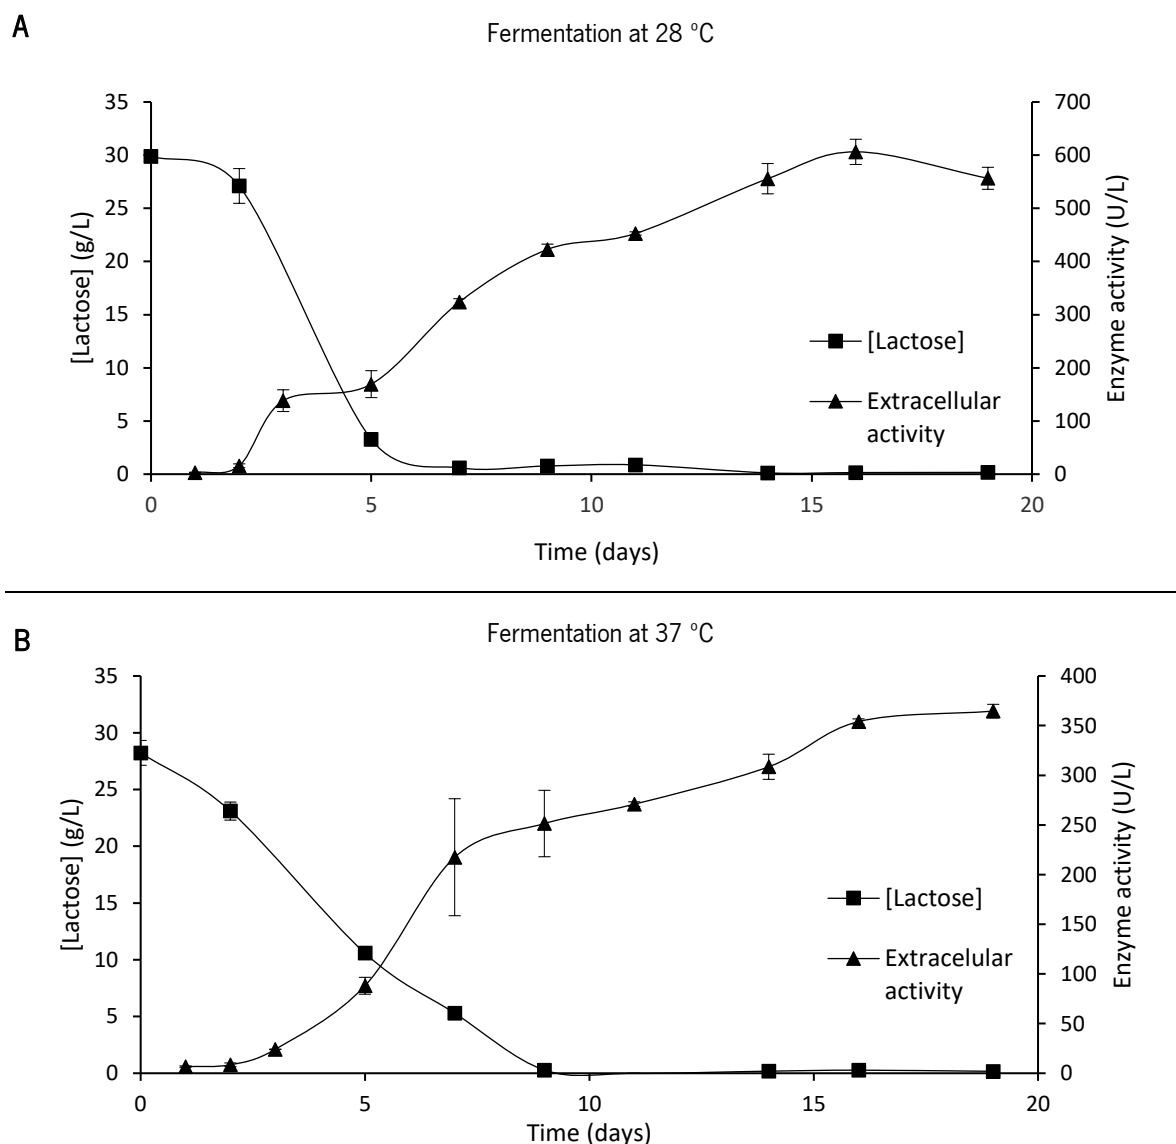 A
Fermentation at 28 ºC
35
30
25
20
15
10
5
0
[Lactose] (g/L)
700
600
500
400
300
200
100
0
Enzyme activity (U/L)
[Lactose]
Extracellular
activity
0 5 10 15 20
Time (days)
B
Fermentation at 37 ºC
35
30
25
20
15
10
5
0
[Lactose] (g/L)
400
350
300
250
200
150
100
50
0
Enzyme activity (U/L)
[Lactose]
Extracelular
activity
0 5 10 15 20
Time (days)